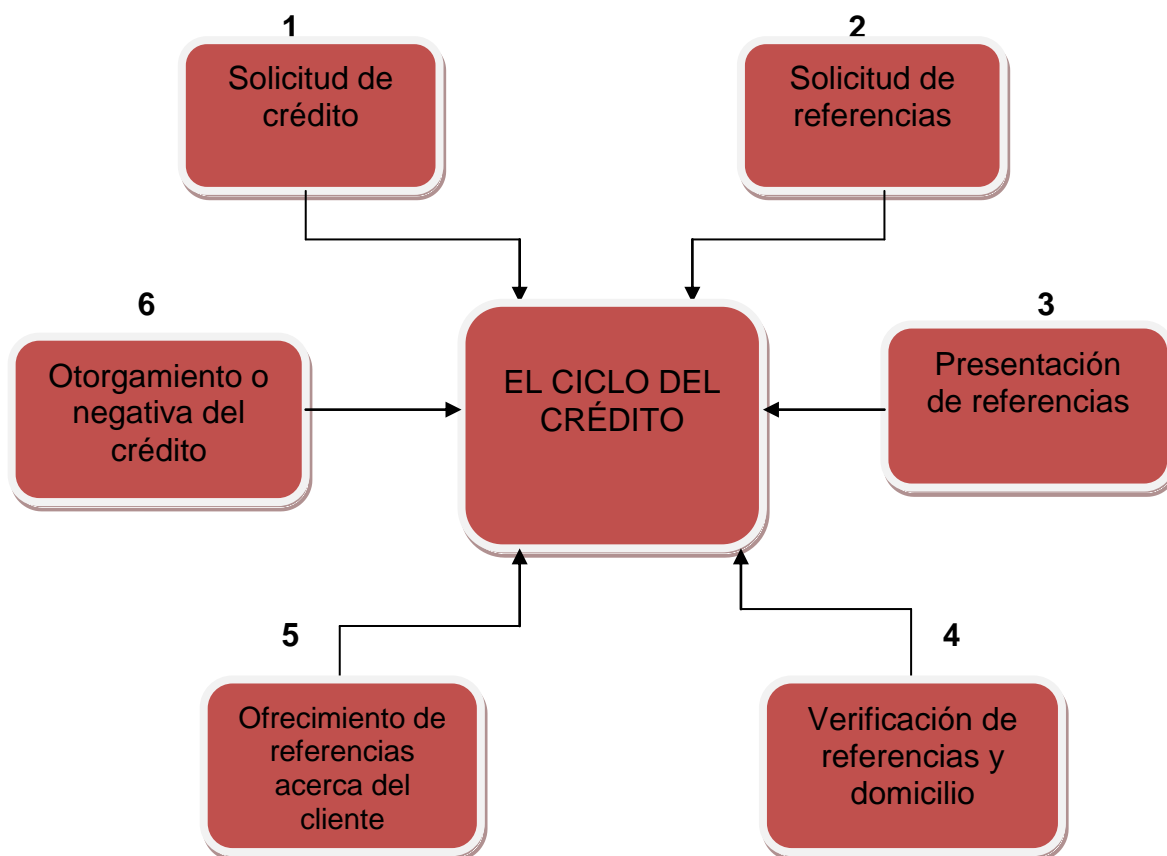 1
Solicitud de
crédito
2
Solicitud de
referencias
6
Otorgamiento o
negativa del
crédito
EL CICLO DEL
CRÉDITO
3
Presentación
de referencias
5
Ofrecimiento de
referencias
acerca del
cliente
4
Verificación de
referencias y
domicilio